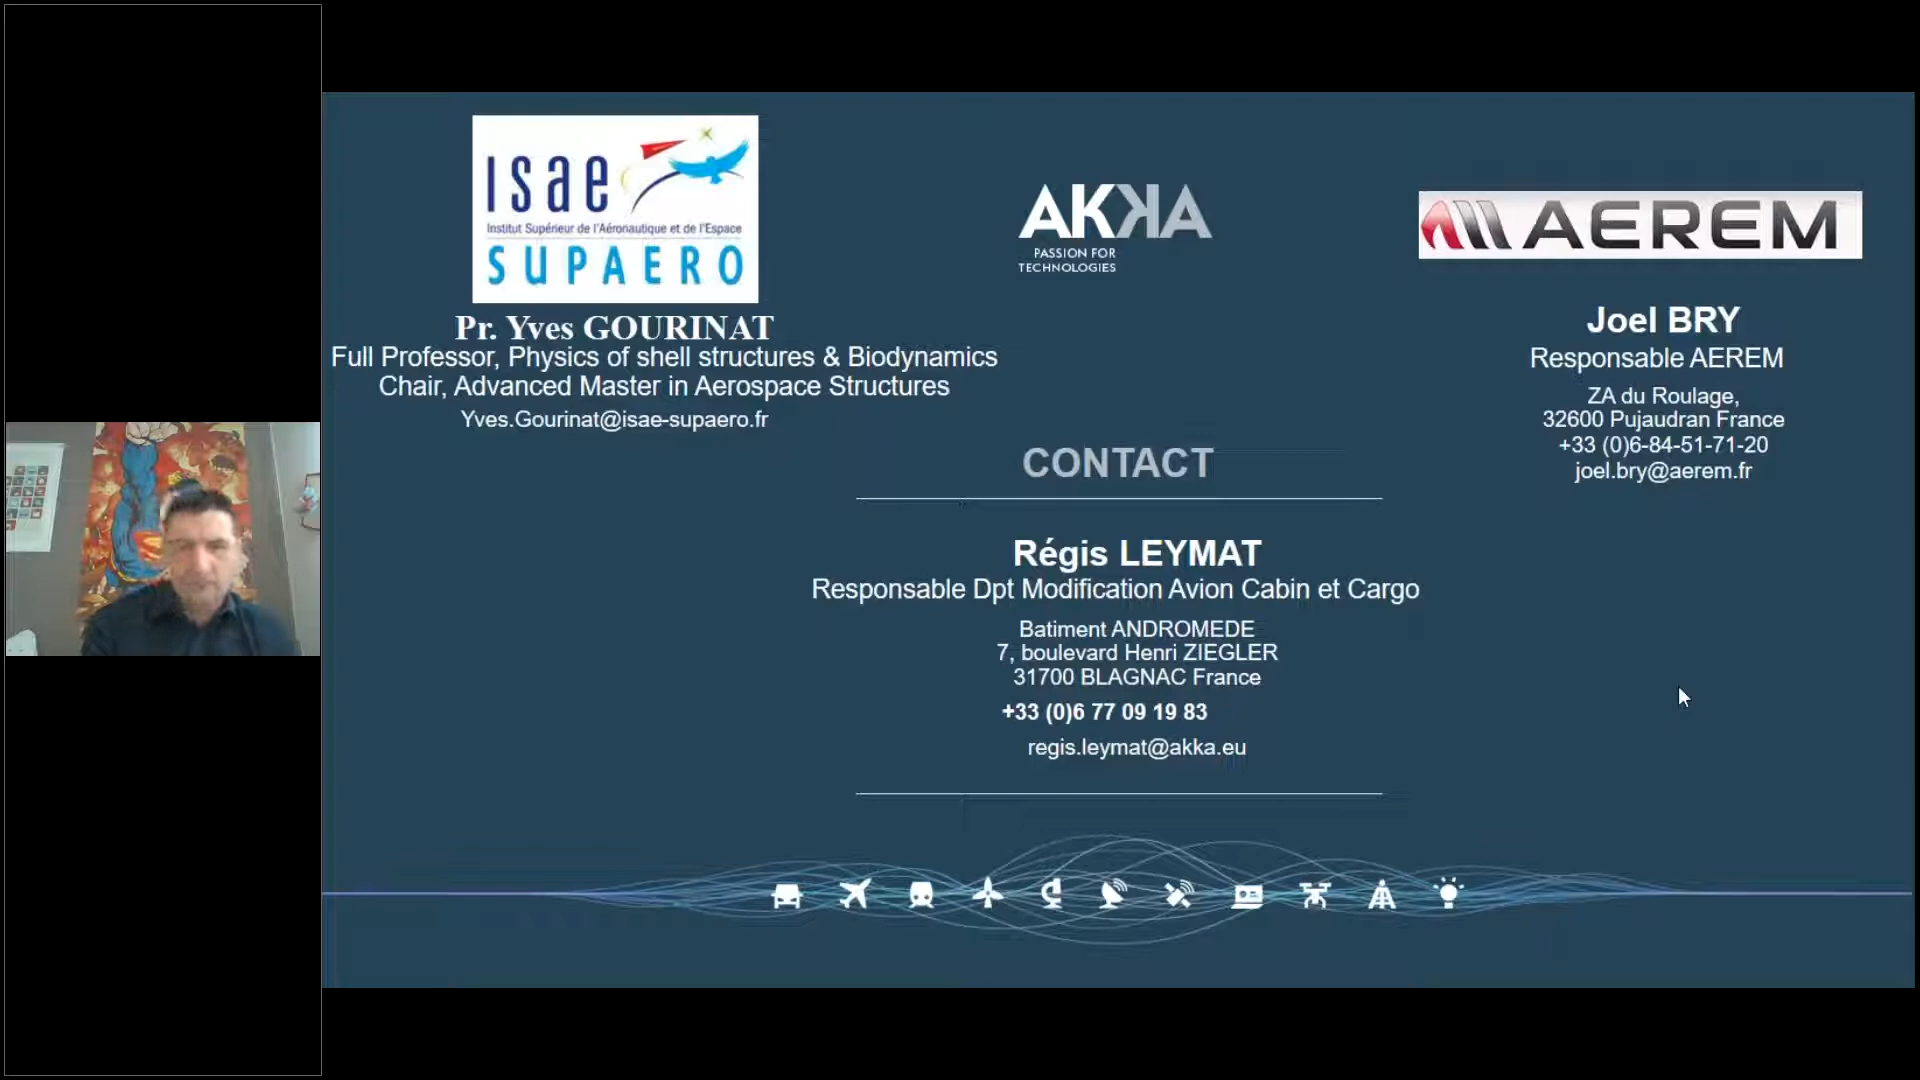 Isae
Institut Supérieur de l'Aéronautique et de l'Espace
SUPAERO
Pr. Yves GOURINAT
Full Professor, Physics of shell structures & Biodynamics
Chair, Advanced Master in Aerospace Structures
Yves.Gourinat@isae-supaero.fr
AKKA
PASSION FOR
TECHNOLOGIES
AEREM
Joel BRY
Responsable AEREM
ZA du Roulage,
32600 Pujaudran France
+33 (0)6-84-51-71-20
joel.bry@aerem.fr
CONTACT
Régis LEYMAT
Responsable Dpt Modification Avion Cabin et Cargo
Batiment ANDROMEDE
7, boulevard Henri ZIEGLER
31700 BLAGNAC France
+33 (0)6 77 09 19 83
regis.leymat@akka.eu